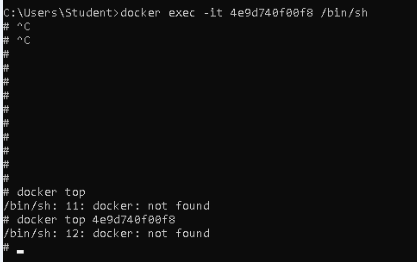 C:\Users\Student>docker exec -it 4e9d740f00f8 /bin/sh
# ^C
# ^C
#
#
#
#
#
#
#
#
#
#
# docker top
/bin/sh: 11: docker: not found
# docker top 4e9d740f00f8
/bin/sh: 12: docker: not found
#